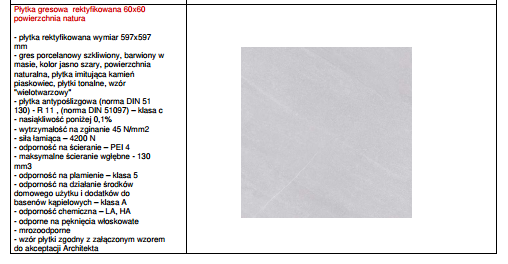 Płytka gresowa  rektyfikowana 60x60
powierzchnia natura
- płytka rektyfikowana wymiar 597x597
mm
- gres porcelanowy szkliwiony, barwiony w
masie, kolor jasno szary, powierzchnia
naturalna, płytka imitująca kamień
piaskowiec, płytki tonalne, wzór
"wielotwarzowy"
- płytka antypoślizgowa (norma DIN 51
130) - R 11 , (norma DIN 51097) – klasa c
- nasiąkliwość poniżej 0,1%
- wytrzymałość na zginanie 45 N/mm2
- siła łamiąca – 4200 N
- odporność na ścieranie – PEI 4
- maksymalne ścieranie wgłębne - 130
mm3
- odporność na plamienie – klasa 5
- odporność na działanie środków
domowego użytku i dodatków do
basenów kąpielowych – klasa A
- odporność chemiczna – LA, HA
- odporne na pęknięcia włoskowate
- mrozoodporne
- wzór płytki zgodny z załączonym wzorem
do akceptacji Architekta